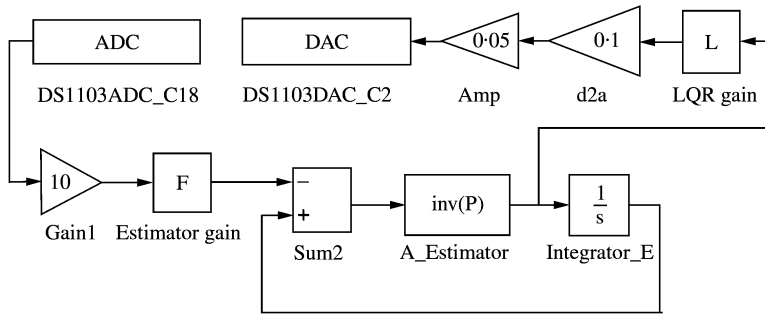 ADC
DAC
0·05
0·1
L
DS1103ADC_C18
DS1103DAC_C2
Amp
d2a
LQR gain
10
F
−
+
inv(P)
1
s
Gain1
Estimator gain
Sum2
A_Estimator
Integrator_E